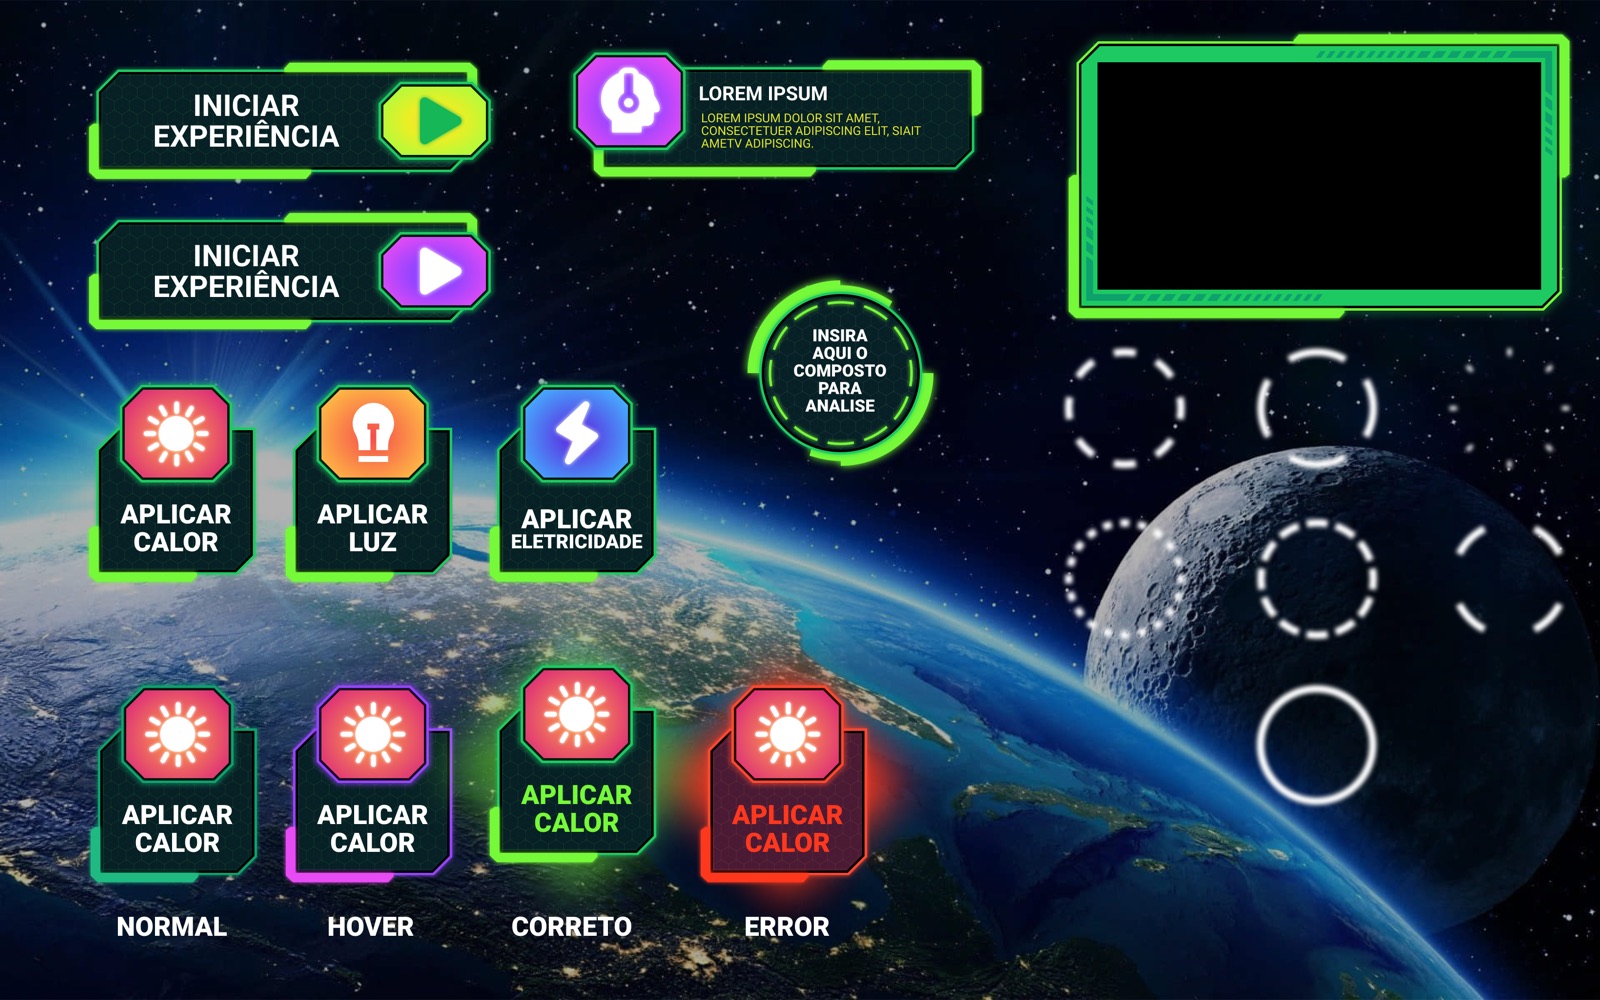 INICIAR
EXPERIÊNCIA
LOREM IPSUM
LOREM IPSUM DOLOR SIT AMET,
CONSECTETUER ADIPISCING ELIT, SIAIT
AMETV ADIPISCING.
INICIAR
EXPERIÊNCIA
INSIRA
AQUI O
COMPOSTO
PARA
ANALISE
APLICAR
CALOR
APLICAR
LUZ
APLICAR
ELETRICIDADE
APLICAR
CALOR
APLICAR
CALOR
APLICAR
CALOR
APLICAR
CALOR
NORMAL
HOVER
CORRETO
ERROR